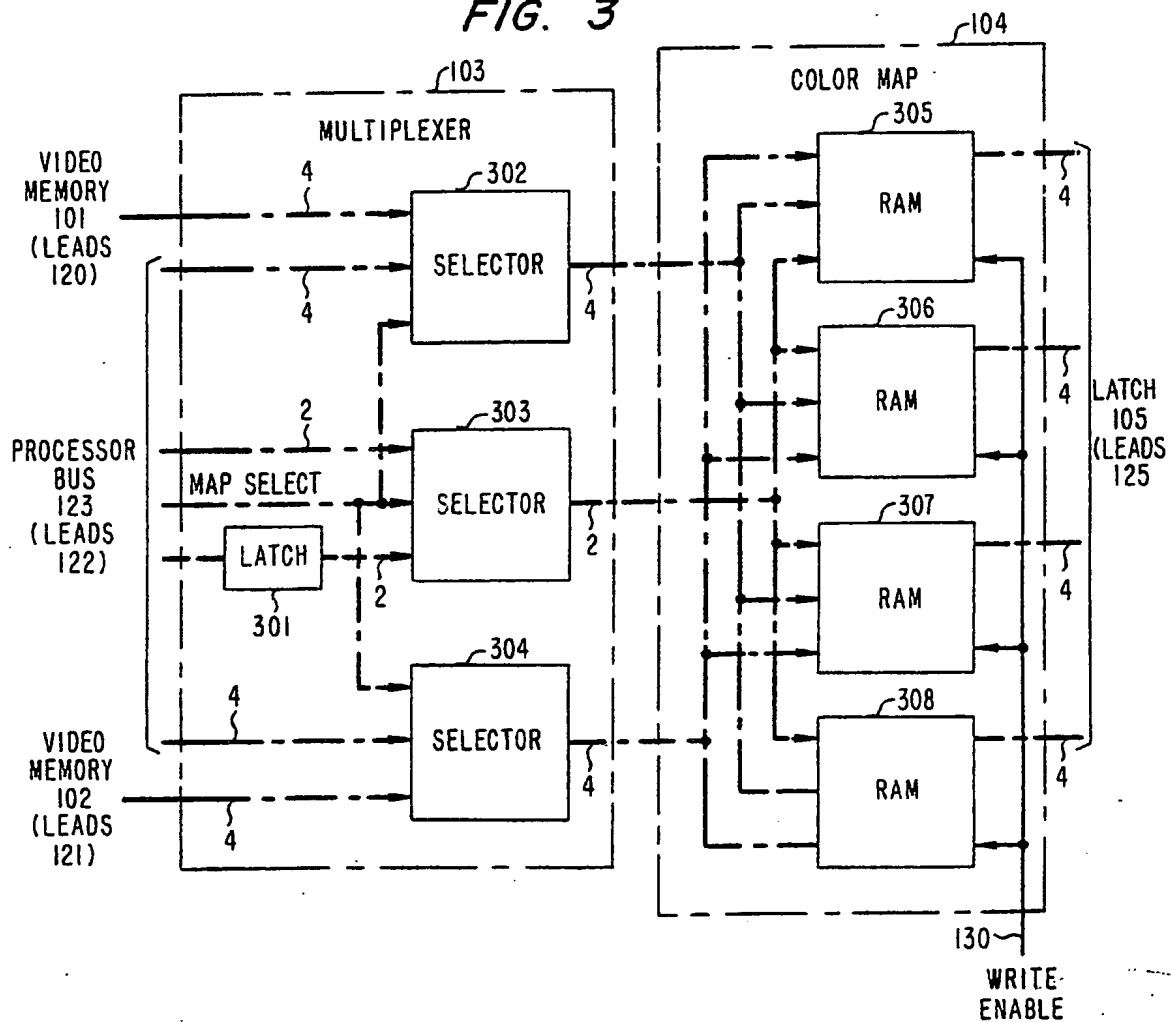 FIG. 3
103
MULTIPLEXER
104
COLOR MAP
VIDEO
MEMORY
101
(LEADS
120)
4
4
302
SELECTOR
4
305
RAM
4
306
RAM
4
PROCESSOR
BUS
123
(LEADS
122)
2
MAP SELECT
LATCH
301
2
303
SELECTOR
2
307
RAM
4
LATCH
105
(LEADS
125)
304
SELECTOR
4
4
VIDEO
MEMORY
102
(LEADS
121)
4
308
RAM
4
130
WRITE
ENABLE